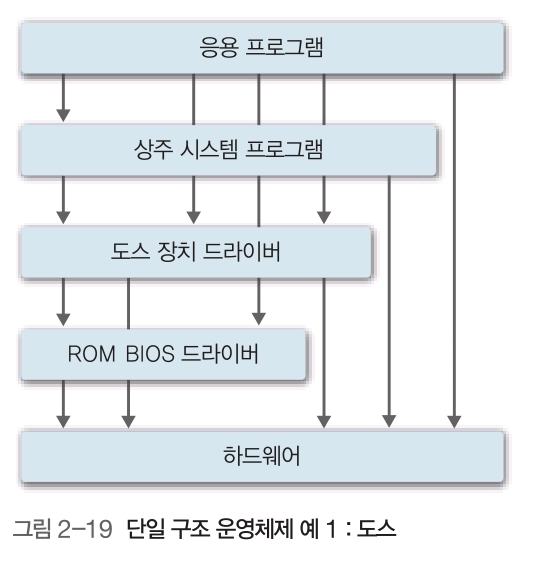 응용 프로그램
상주 시스템 프로그램
도스 장치 드라이버
ROM BIOS 드라이버
하드웨어
그림 2-19 단일 구조 운영체제 예 1 : 도스